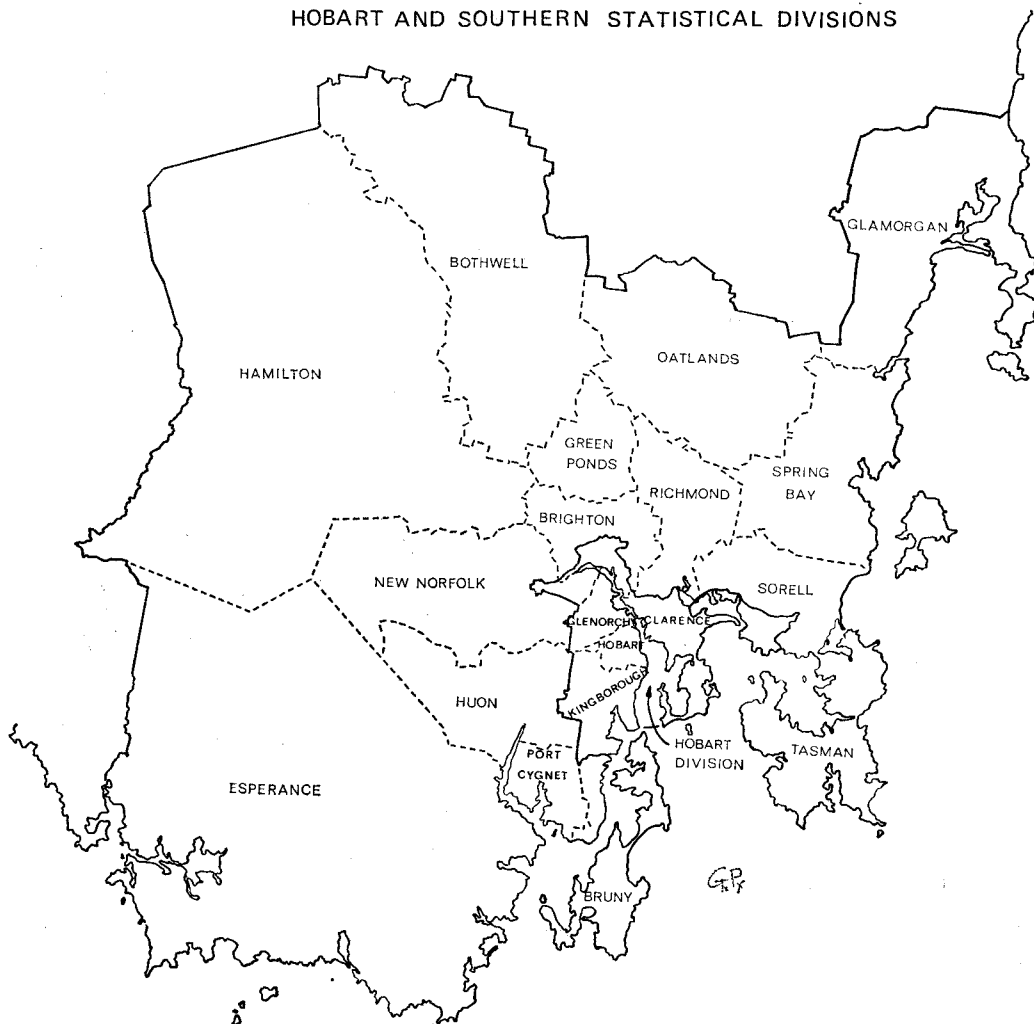 HOBART AND SOUTHERN STATISTICAL DIVISIONS
GLAMORGAN
BOTHWELL
OATLANDS
HAMILTON
GREEN
PONDS
SPRING
BAY
RICHMOND
BRIGHTON
NEW NORFOLK
SORELL
GLENORCHY
CLARENCE
HOBART
HUON
KINGBOROUGH
HOBART
DIVISION
TASMAN
PORT
CYGNET
ESPERANCE
BRUNY